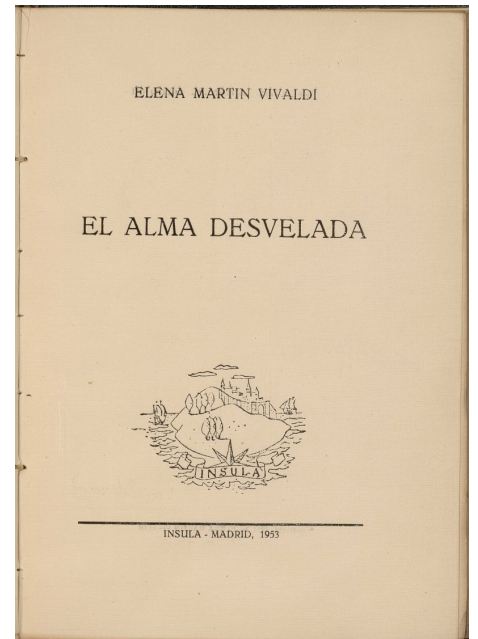 ELENA MARTIN VIVALDI
EL ALMA DESVELADA
INSULA
INSULA - MADRID, 1953